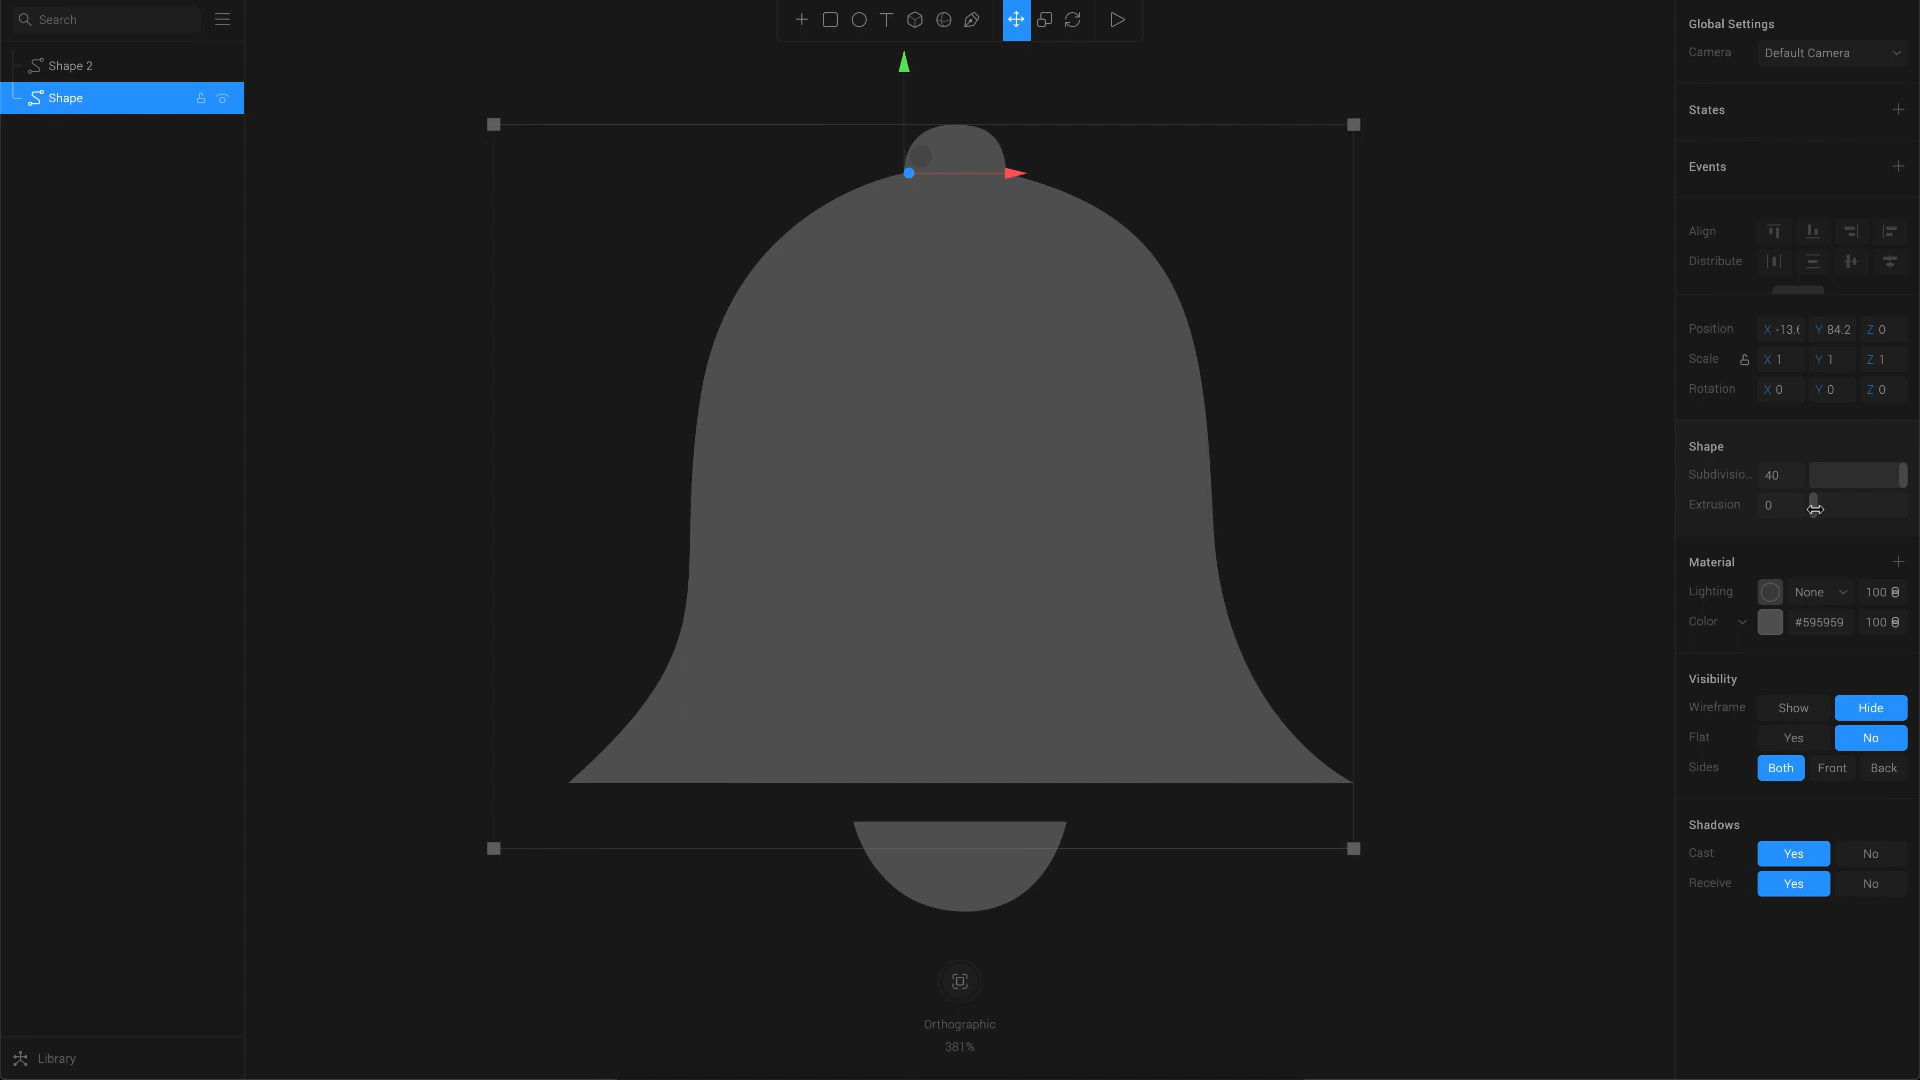 Search
Shape 2
Shape
Library
Orthographic
381%
Global Settings
Camera Default Camera
States
Events
Align
Distribute
Position X -13.6 Y 84.2 Z 0
Scale X 1 Y 1 Z 1
Rotation X 0 Y 0 Z 0
Shape
Subdivisio... 40
Extrusion 0
Material
Lighting None 100
Color #595959 100
Visibility
Wireframe Show Hide
Flat Yes No
Sides Both Front Back
Shadows
Cast Yes No
Receive Yes No